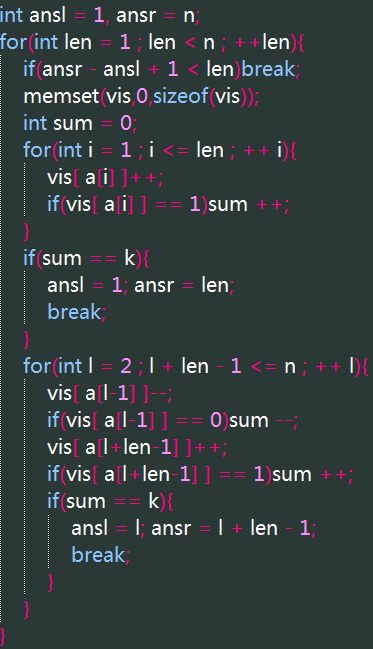 int ansl = 1, ansr = n;
for(int len = 1 ; len < n ; ++len){
    if(ansr - ansl + 1 < len)break;
    memset(vis,0,sizeof(vis));
    int sum = 0;
    for(int i = 1 ; i <= len ; ++ i){
        vis[ a[i] ]++;
        if(vis[ a[i] ] == 1)sum ++;
    }
    if(sum == k){
        ansl = 1; ansr = len;
        break;
    }
    for(int l = 2 ; l + len - 1 <= n ; ++ l){
        vis[ a[l-1] ]--;
        if(vis[ a[l-1] ] == 0)sum --;
        vis[ a[l+len-1] ]++;
        if(vis[ a[l+len-1] ] == 1)sum ++;
        if(sum == k){
            ansl = l; ansr = l + len - 1;
            break;
        }
    }
}